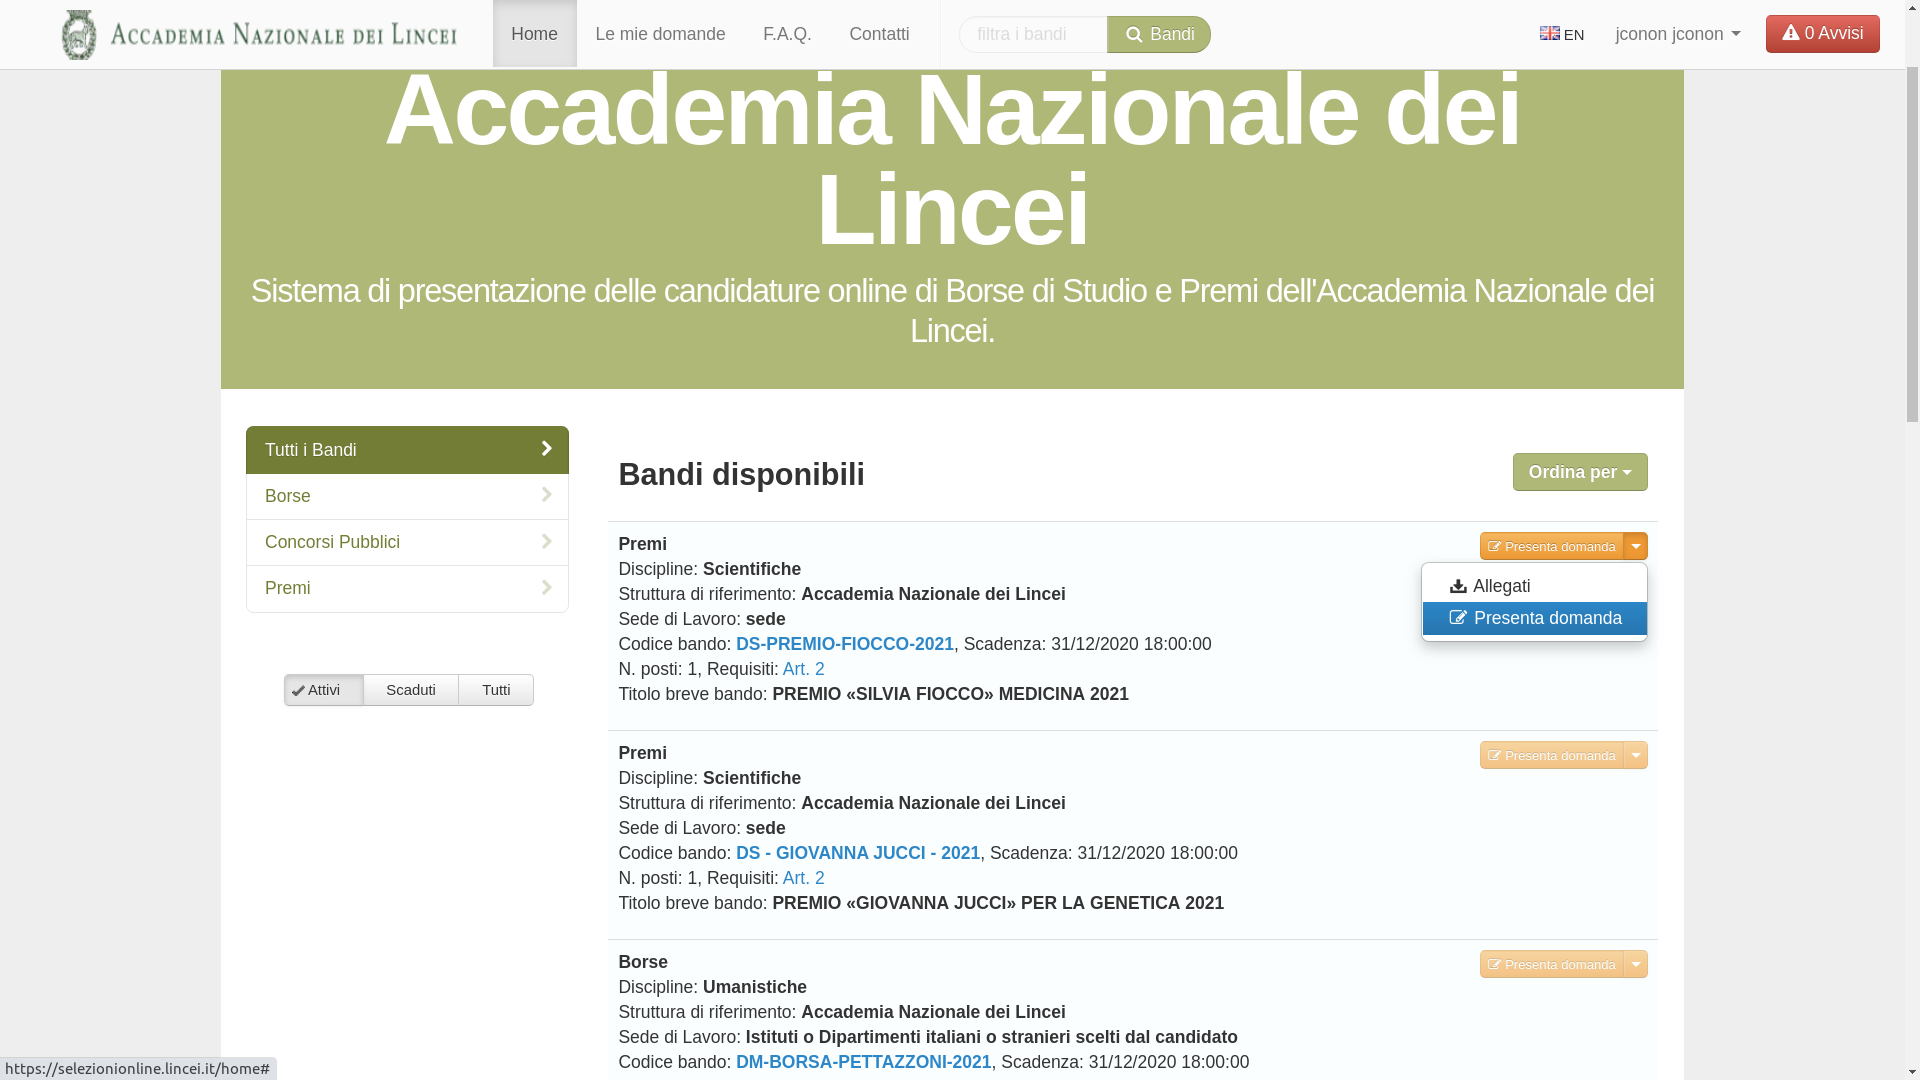 Accademia Nazionale dei Lincei
Home
Le mie domande
F.A.Q.
Contatti
filtra i bandi
Bandi
EN
jconon jconon
0 Avvisi
Accademia Nazionale dei
Lincei
Sistema di presentazione delle candidature online di Borse di Studio e Premi dell'Accademia Nazionale dei
Lincei.
Tutti i Bandi
Borse
Concorsi Pubblici
Premi
Attivi
Scaduti
Tutti
Bandi disponibili
Ordina per
Premi
Discipline: Scientifiche
Struttura di riferimento: Accademia Nazionale dei Lincei
Sede di Lavoro: sede
Codice bando: DS-PREMIO-FIOCCO-2021, Scadenza: 31/12/2020 18:00:00
N. posti: 1, Requisiti: Art. 2
Titolo breve bando: PREMIO «SILVIA FIOCCO» MEDICINA 2021
Presenta domanda
Allegati
Presenta domanda
Premi
Discipline: Scientifiche
Struttura di riferimento: Accademia Nazionale dei Lincei
Sede di Lavoro: sede
Codice bando: DS - GIOVANNA JUCCI - 2021, Scadenza: 31/12/2020 18:00:00
N. posti: 1, Requisiti: Art. 2
Titolo breve bando: PREMIO «GIOVANNA JUCCI» PER LA GENETICA 2021
Presenta domanda
Borse
Discipline: Umanistiche
Struttura di riferimento: Accademia Nazionale dei Lincei
Sede di Lavoro: Istituti o Dipartimenti italiani o stranieri scelti dal candidato
Codice bando: DM-BORSA-PETTAZZONI-2021, Scadenza: 31/12/2020 18:00:00
Presenta domanda
https://selezionionline.lincei.it/home#